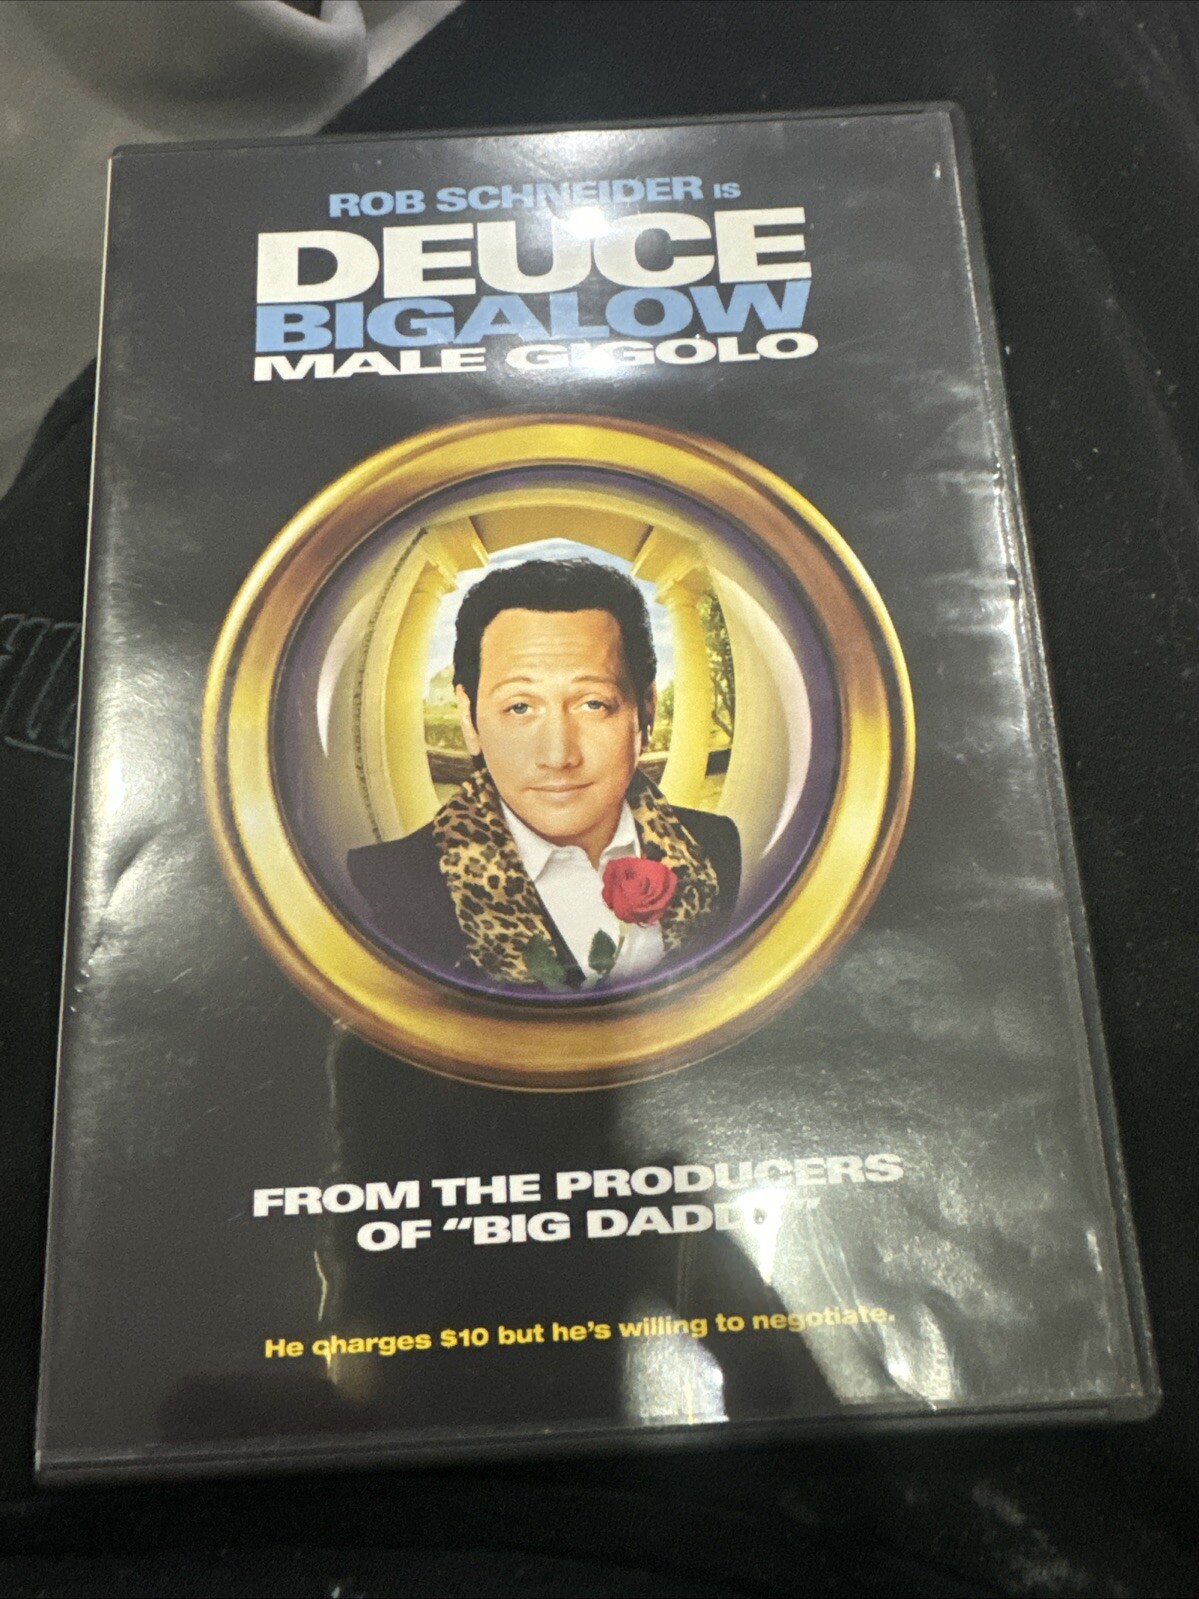 ROB SCHNEIDER IS
DEUCE
BIGALOW
MALE GIGOLO
FROM THE PRODUCERS
OF "BIG DADDY"
He charges $10 but he's willing to negotiate.